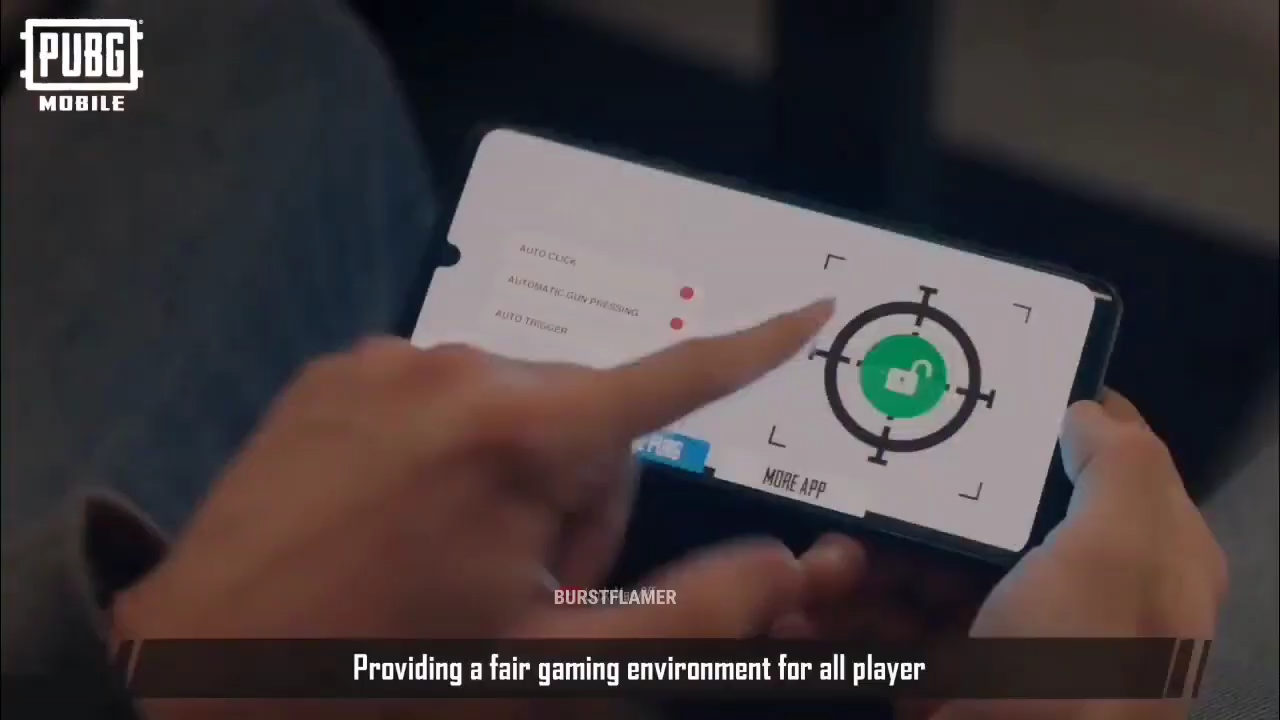 PUBG
MOBILE
AUTO CLICK
AUTOMATIC GUN PRESSING
AUTO TRIGGER
PUBG
MORE APP
BURSTFLAMER
Providing a fair gaming environment for all player